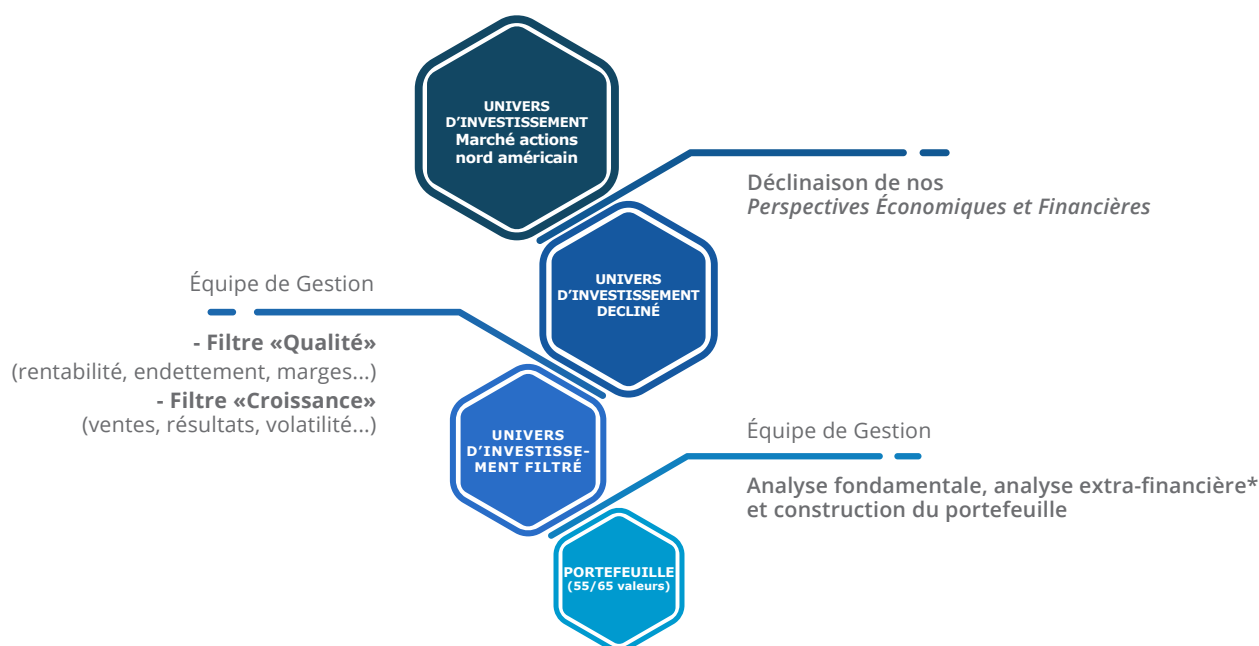 UNIVERS
D’INVESTISSEMENT
Marché actions
nord américain
Déclinaison de nos
Perspectives Économiques et Financières
UNIVERS
D’INVESTISSEMENT
DECLINÉ
Équipe de Gestion
- Filtre «Qualité»
(rentabilité, endettement, marges...)
- Filtre «Croissance»
(ventes, résultats, volatilité...)
UNIVERS
D’INVESTISSE-
MENT FILTRÉ
Équipe de Gestion
Analyse fondamentale, analyse extra-financière*
et construction du portefeuille
PORTEFEUILLE
(55/65 valeurs)